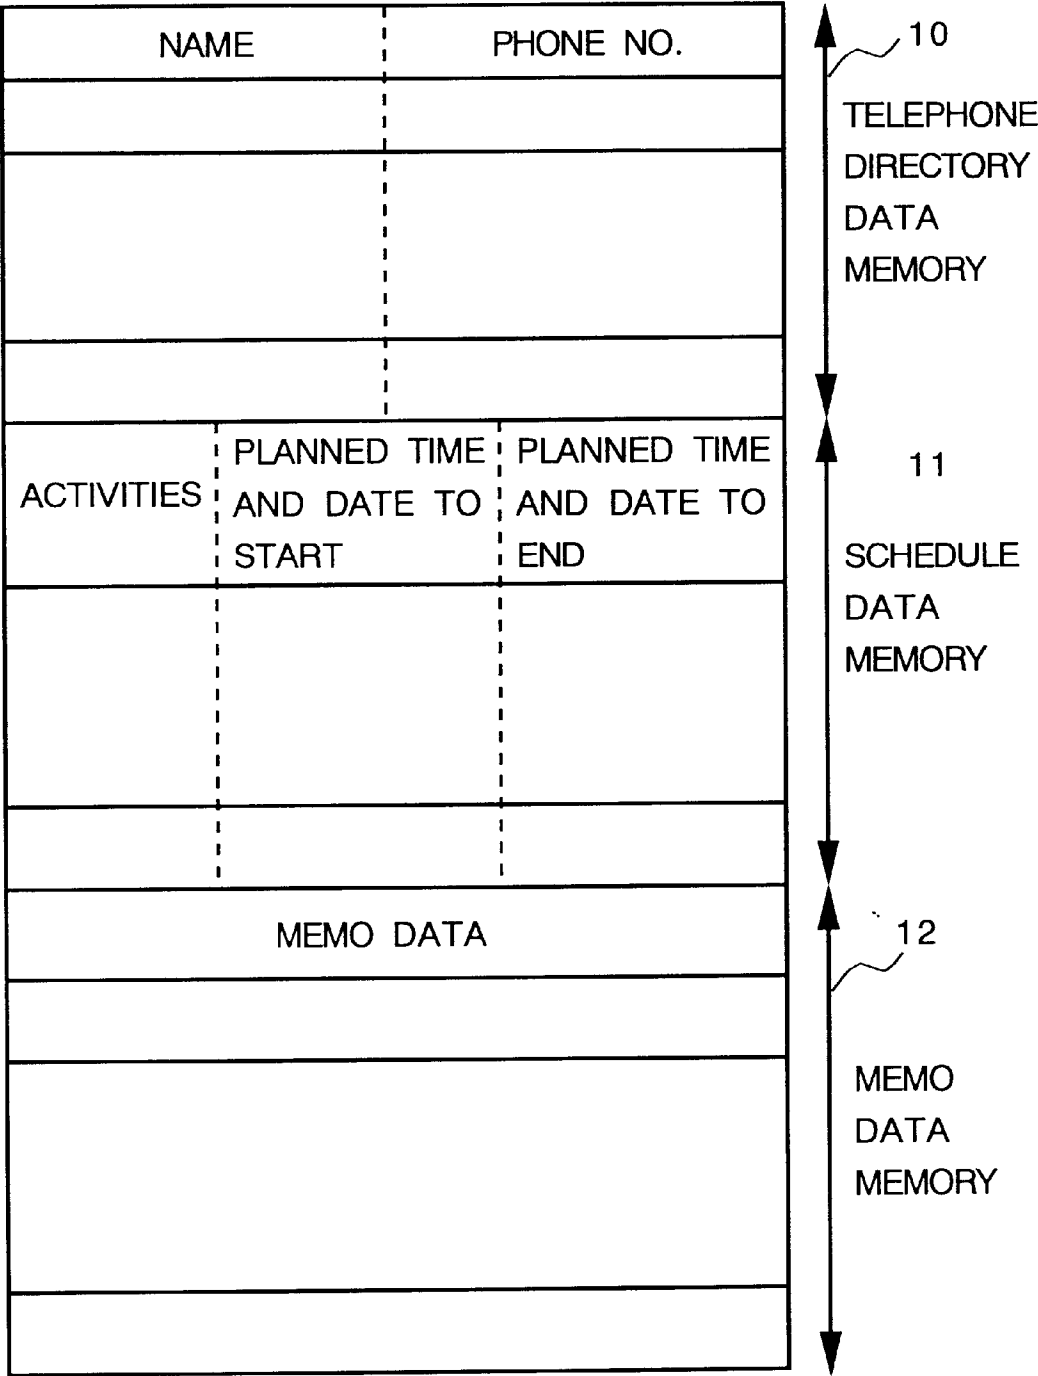 NAME
PHONE NO.
10
TELEPHONE
DIRECTORY
DATA
MEMORY
ACTIVITIES
PLANNED TIME
AND DATE TO
START
PLANNED TIME
AND DATE TO
END
11
SCHEDULE
DATA
MEMORY
MEMO DATA
12
MEMO
DATA
MEMORY